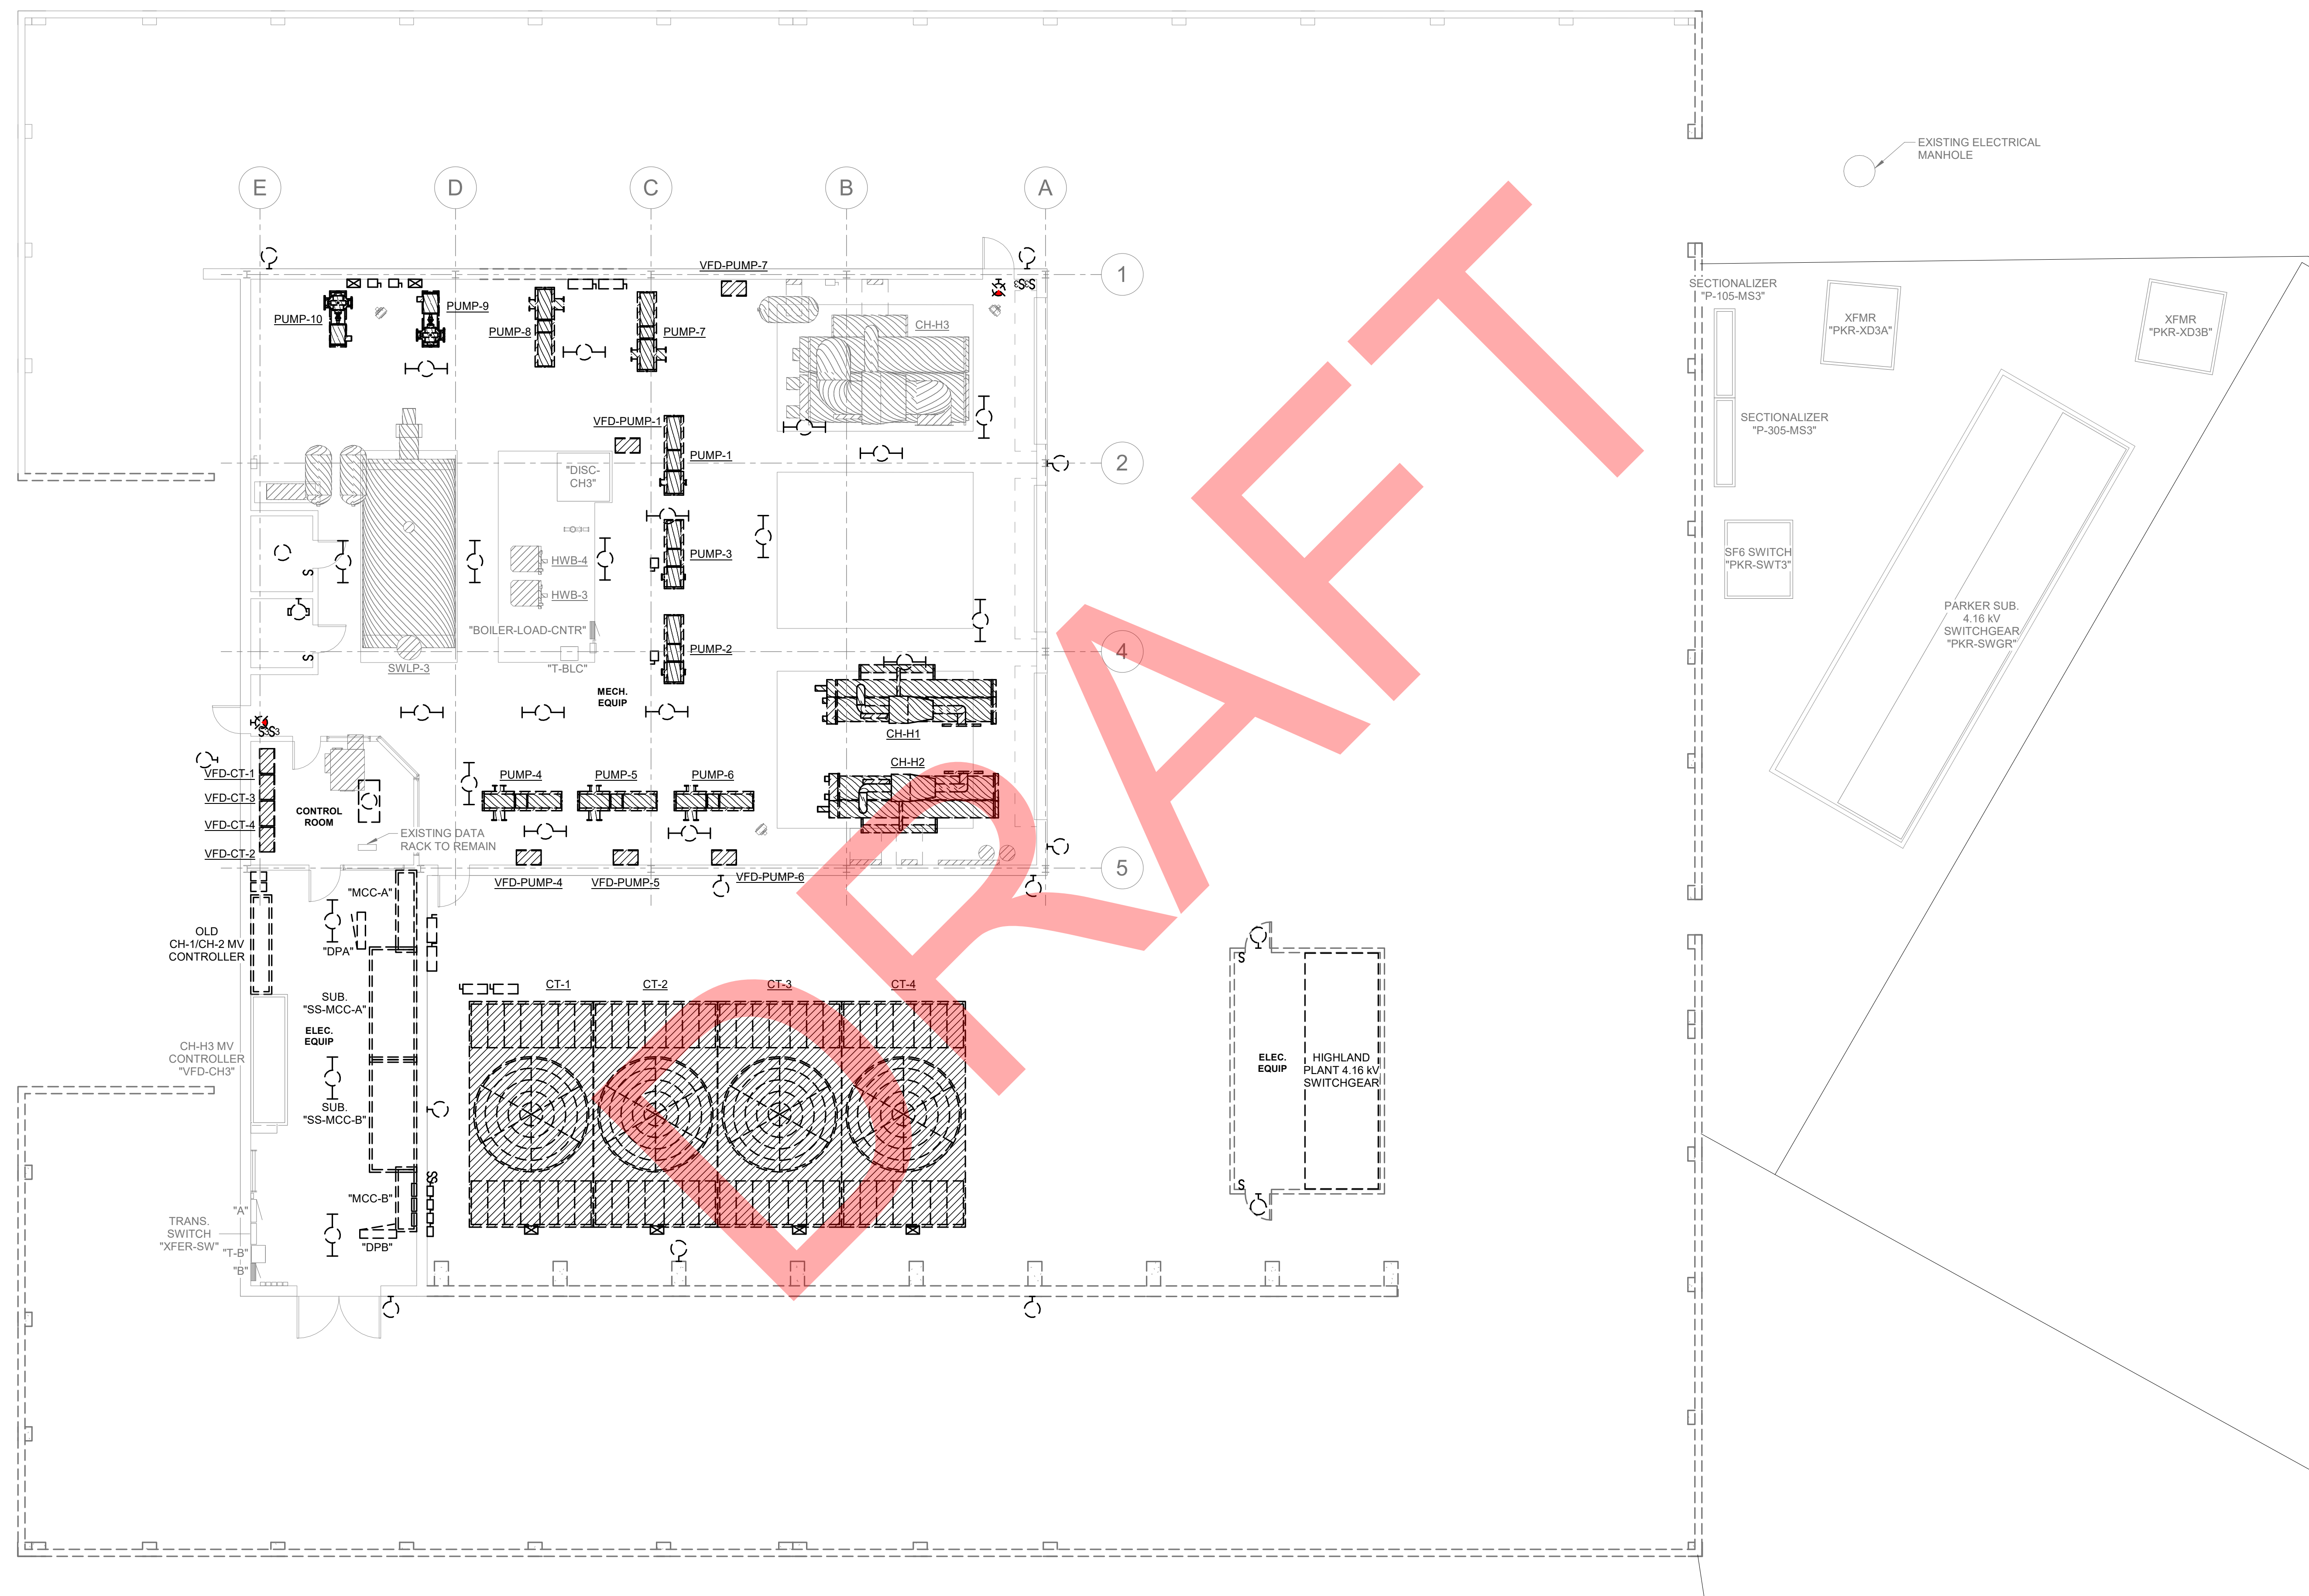 EXISTING ELECTRICAL
MANHOLE
E
D
C
B
A
1
VFD-PUMP-7
PUMP-10
PUMP-9
PUMP-8
PUMP-7
CH-H3
SS
SECTIONALIZER
"P-105-MS3"
XFMR
"PKR-XD3A"
XFMR
"PKR-XD3B"
VFD-PUMP-1
PUMP-1
2
SECTIONALIZER
"P-305-MS3"
"DISC-
CH3"
PUMP-3
HWB-4
HWB-3
S
SF6 SWITCH
"PKR-SWT3"
"BOILER-LOAD-CNTR"
PUMP-2
4
S
SWLP-3
"T-BLC"
PARKER SUB.
4.16 kV
SWITCHGEAR
"PKR-SWGR"
MECH.
EQUIP
S3S3
CH-H1
CH-H2
VFD-CT-1
VFD-CT-3
VFD-CT-4
VFD-CT-2
CONTROL
ROOM
EXISTING DATA
RACK TO REMAIN
PUMP-4
PUMP-5
PUMP-6
VFD-PUMP-4
VFD-PUMP-5
VFD-PUMP-6
5
"MCC-A"
"DPA"
OLD
CH-1/CH-2 MV
CONTROLLER
SUB.
"SS-MCC-A"
ELEC.
EQUIP
CH-H3 MV
CONTROLLER
"VFD-CH3"
SUB.
"SS-MCC-B"
CT-1
CT-2
CT-3
CT-4
S
ELEC.
EQUIP
HIGHLAND
PLANT 4.16 kV
SWITCHGEAR
S
SS
"MCC-B"
"A"
TRANS.
SWITCH
"XFER-SW"
"T-B"
"B"
"DPB"
DRAFT